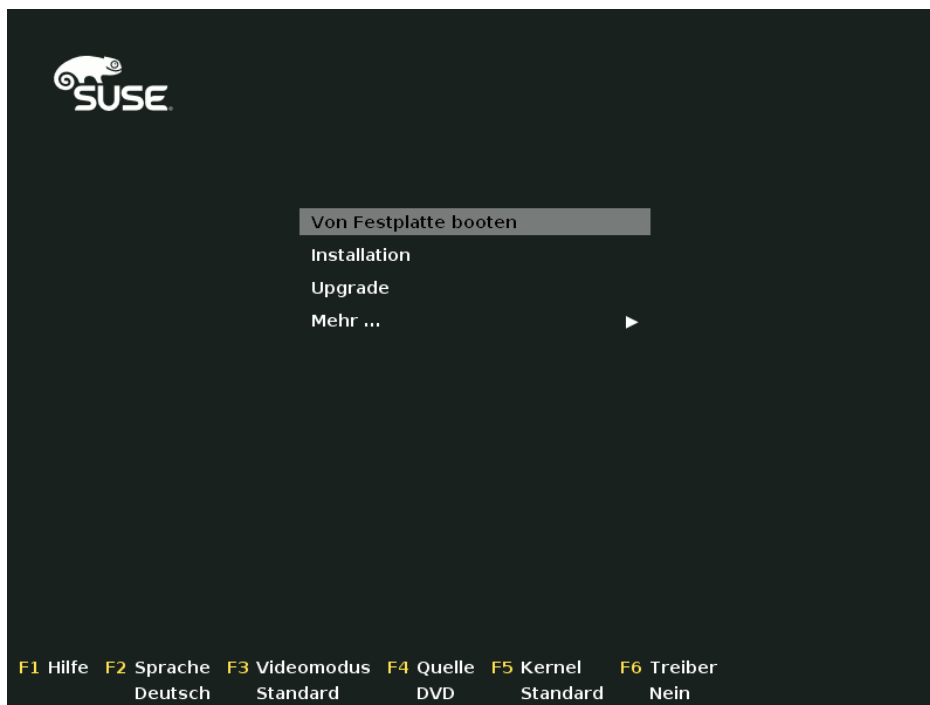 SUSE.
Von Festplatte booten
Installation
Upgrade
Mehr ...
F1 Hilfe F2 Sprache F3 Videomodus F4 Quelle F5 Kernel F6 Treiber
Deutsch Standard DVD Standard Nein